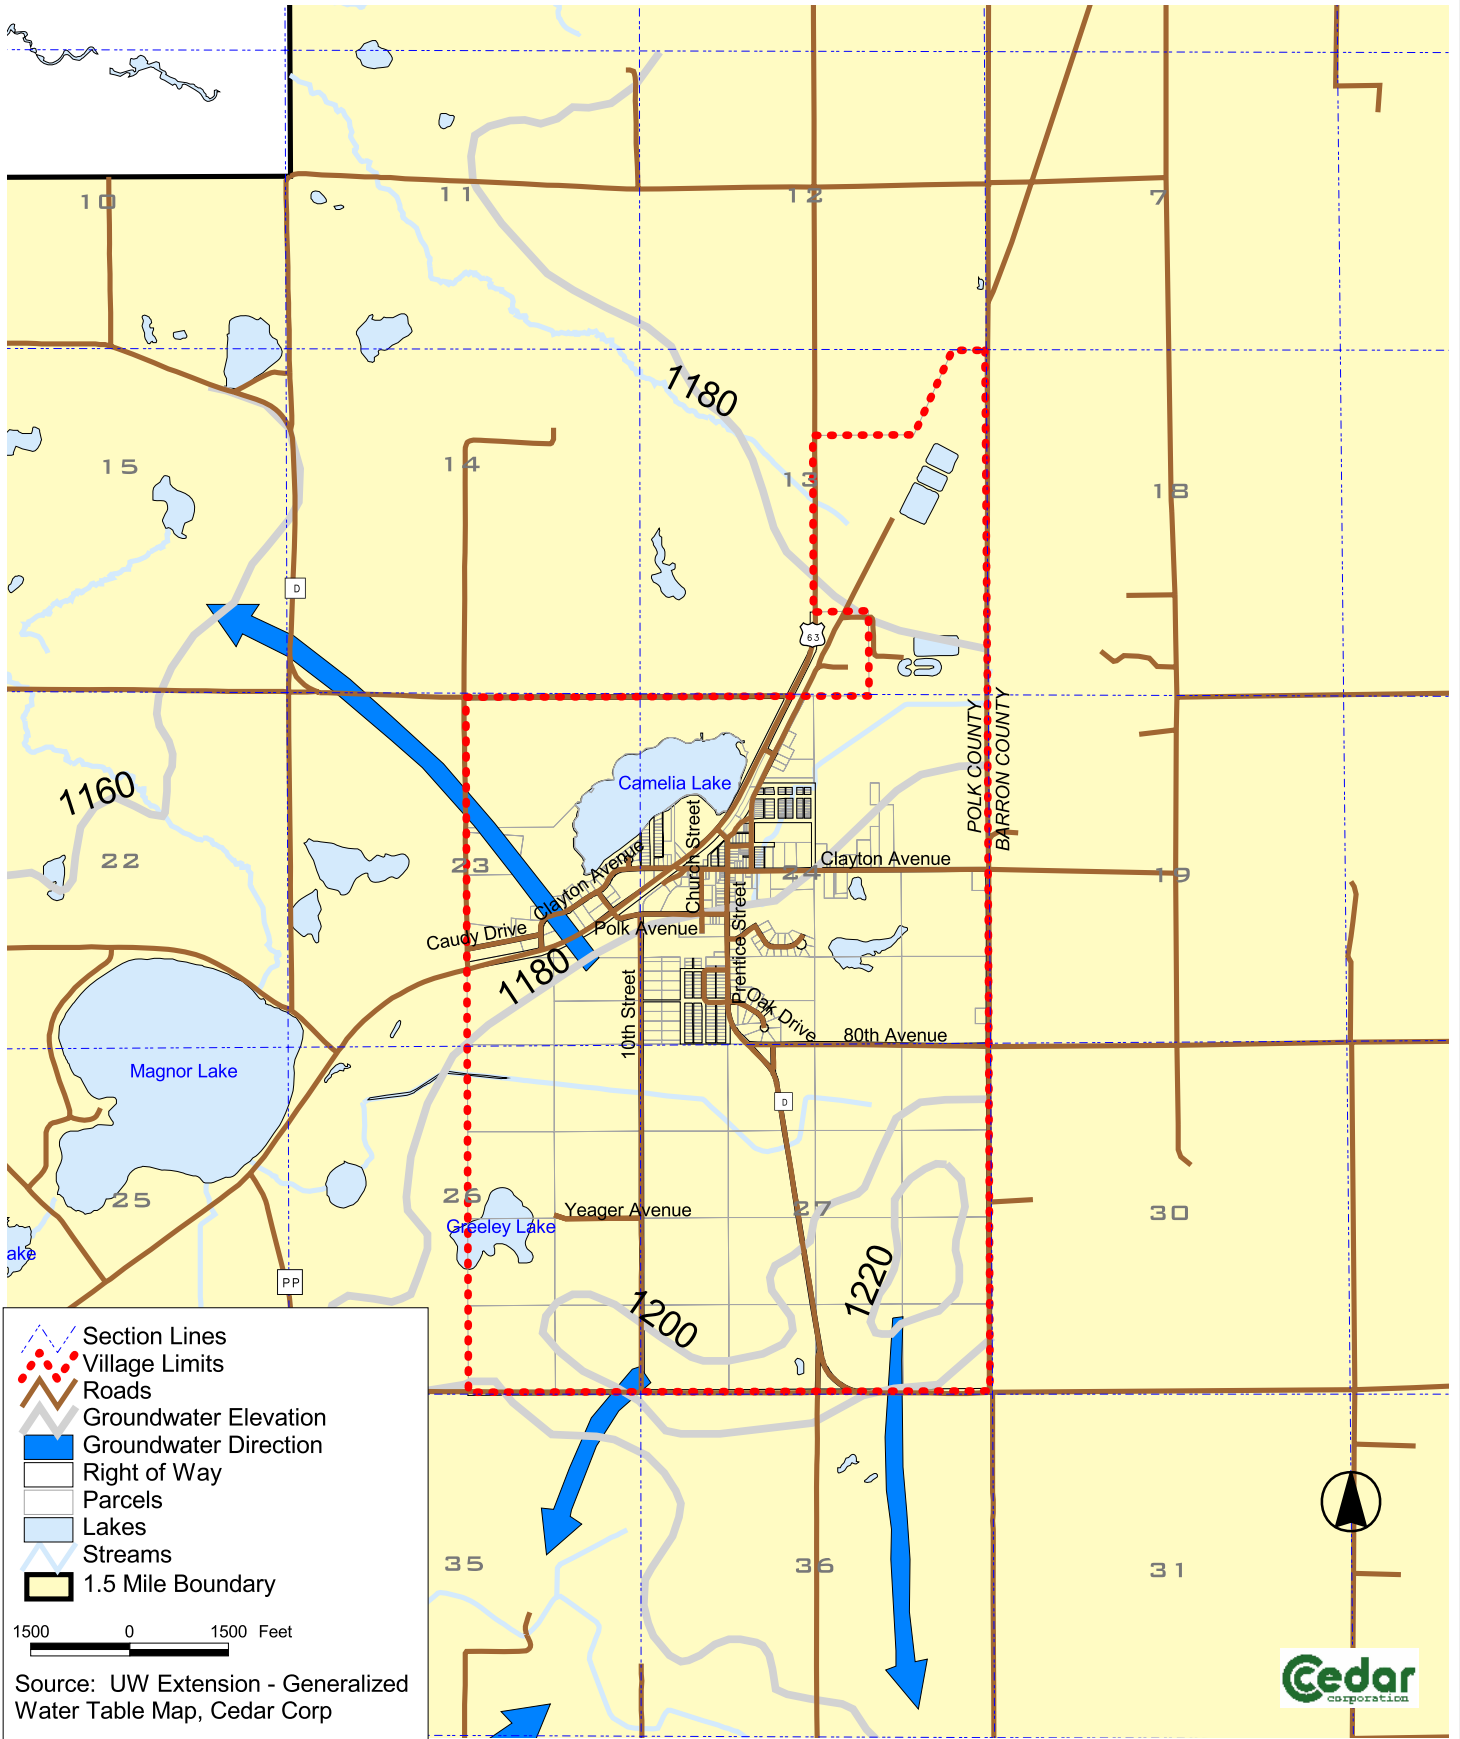 10
11
12
7
1180
15
14
13
18
D
63
POLK COUNTY
BARRON COUNTY
1160
Camelia Lake
Church Street
22
23
Clayton Avenue
24
Clayton Avenue
19
Caudy Drive
Polk Avenue
Prentice Street
1180
10th Street
Oak Drive
80th Avenue
Magnor Lake
D
25
26
Greeley Lake
Yeager Avenue
27
30
ake
PP
1220
1200
Section Lines
Village Limits
Roads
Groundwater Elevation
Groundwater Direction
Right of Way
Parcels
Lakes
Streams
1.5 Mile Boundary
1500 0 1500 Feet
Source: UW Extension - Generalized
Water Table Map, Cedar Corp
35
36
31
Cedar
corporation